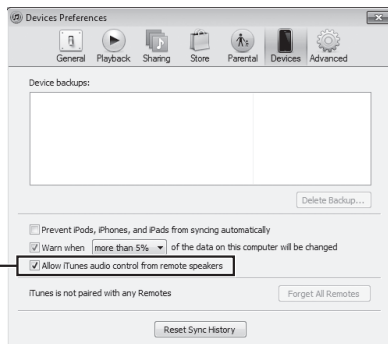 Devices Preferences
General Playback Sharing Store Parental Devices Advanced
Device backups:
Delete Backup...
Prevent iPods, iPhones, and iPads from syncing automatically
Warn when more than 5% of the data on this computer will be changed
Allow iTunes audio control from remote speakers
iTunes is not paired with any Remotes
Forget All Remotes
Reset Sync History